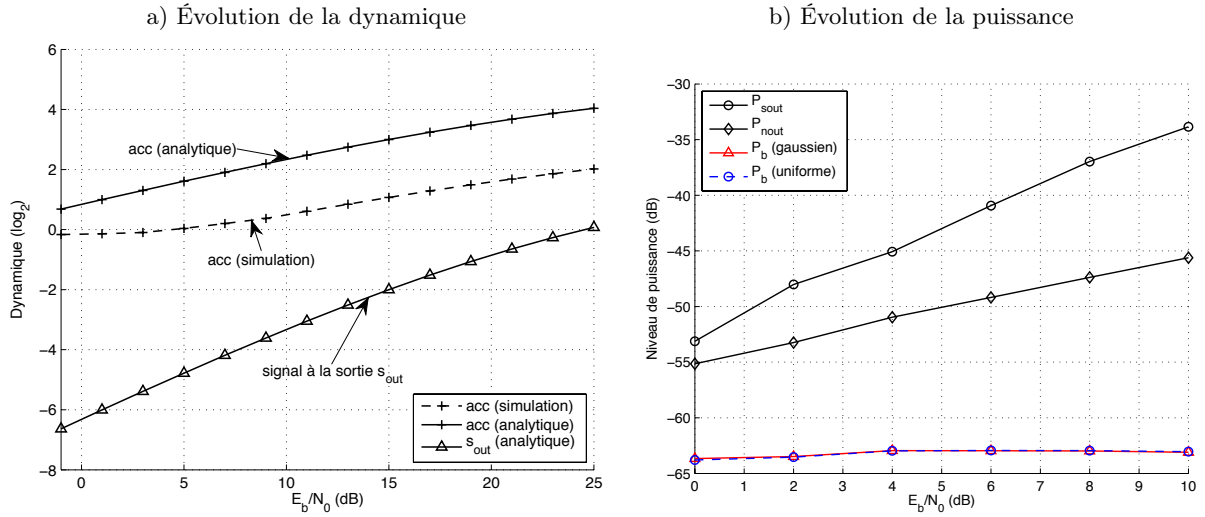 a) Évolution de la dynamique
6
4
2
0
−2
−4
−6
−8
Dynamique (log2)
acc (analytique)
acc (simulation)
signal à la sortie sout
acc (simulation)
acc (analytique)
sout (analytique)
0 5 10 15 20 25
Eb/N0 (dB)
b) Évolution de la puissance
−30
−35
−40
−45
−50
−55
−60
−65
Niveau de puissance (dB)
Psout
Pnout
Pb (gaussien)
Pb (uniforme)
0 1 2 3 4 5 6 7 8 9 10
Eb/N0 (dB)